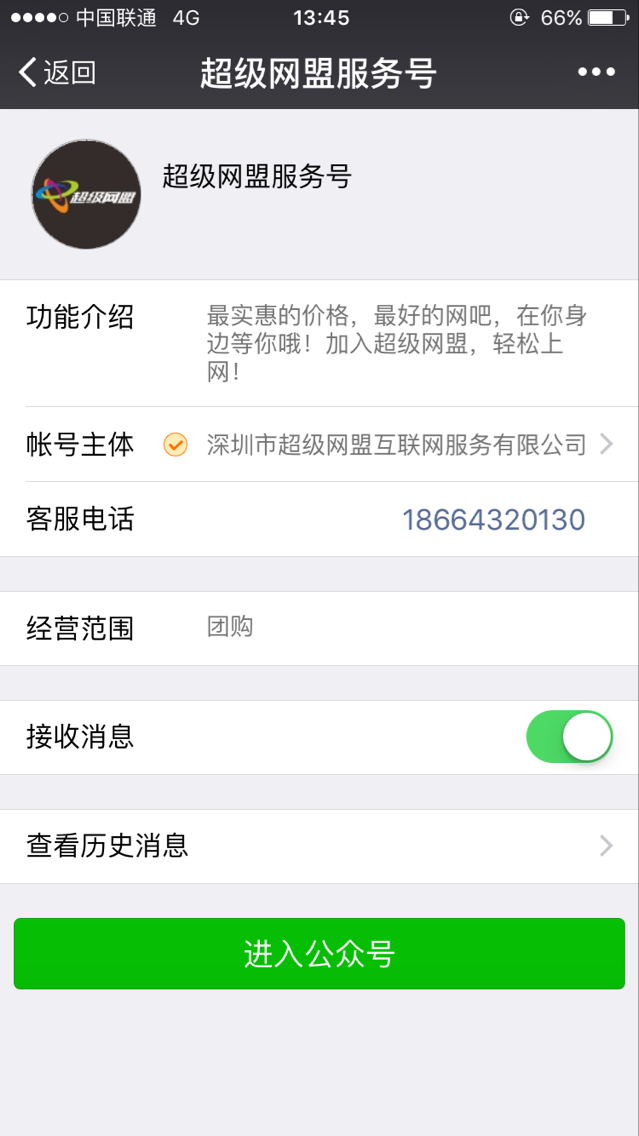 中国联通 4G 13:45 66%
返回 超级网盟服务号
超级网盟
超级网盟服务号
功能介绍 最实惠的价格，最好的网吧，在你身
边等你哦！加入超级网盟，轻松上
网！
帐号主体 深圳市超级网盟互联网服务有限公司
客服电话 18664320130
经营范围 团购
接收消息
查看历史消息
进入公众号